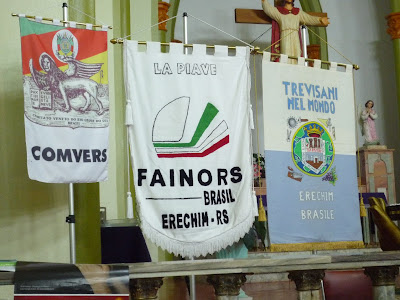 COMVERS
LA PIAVE
FAINORS
BRASIL
ERECHIM - RS
TREVISANI
NEL MONDO
ERECHIM
BRASILE